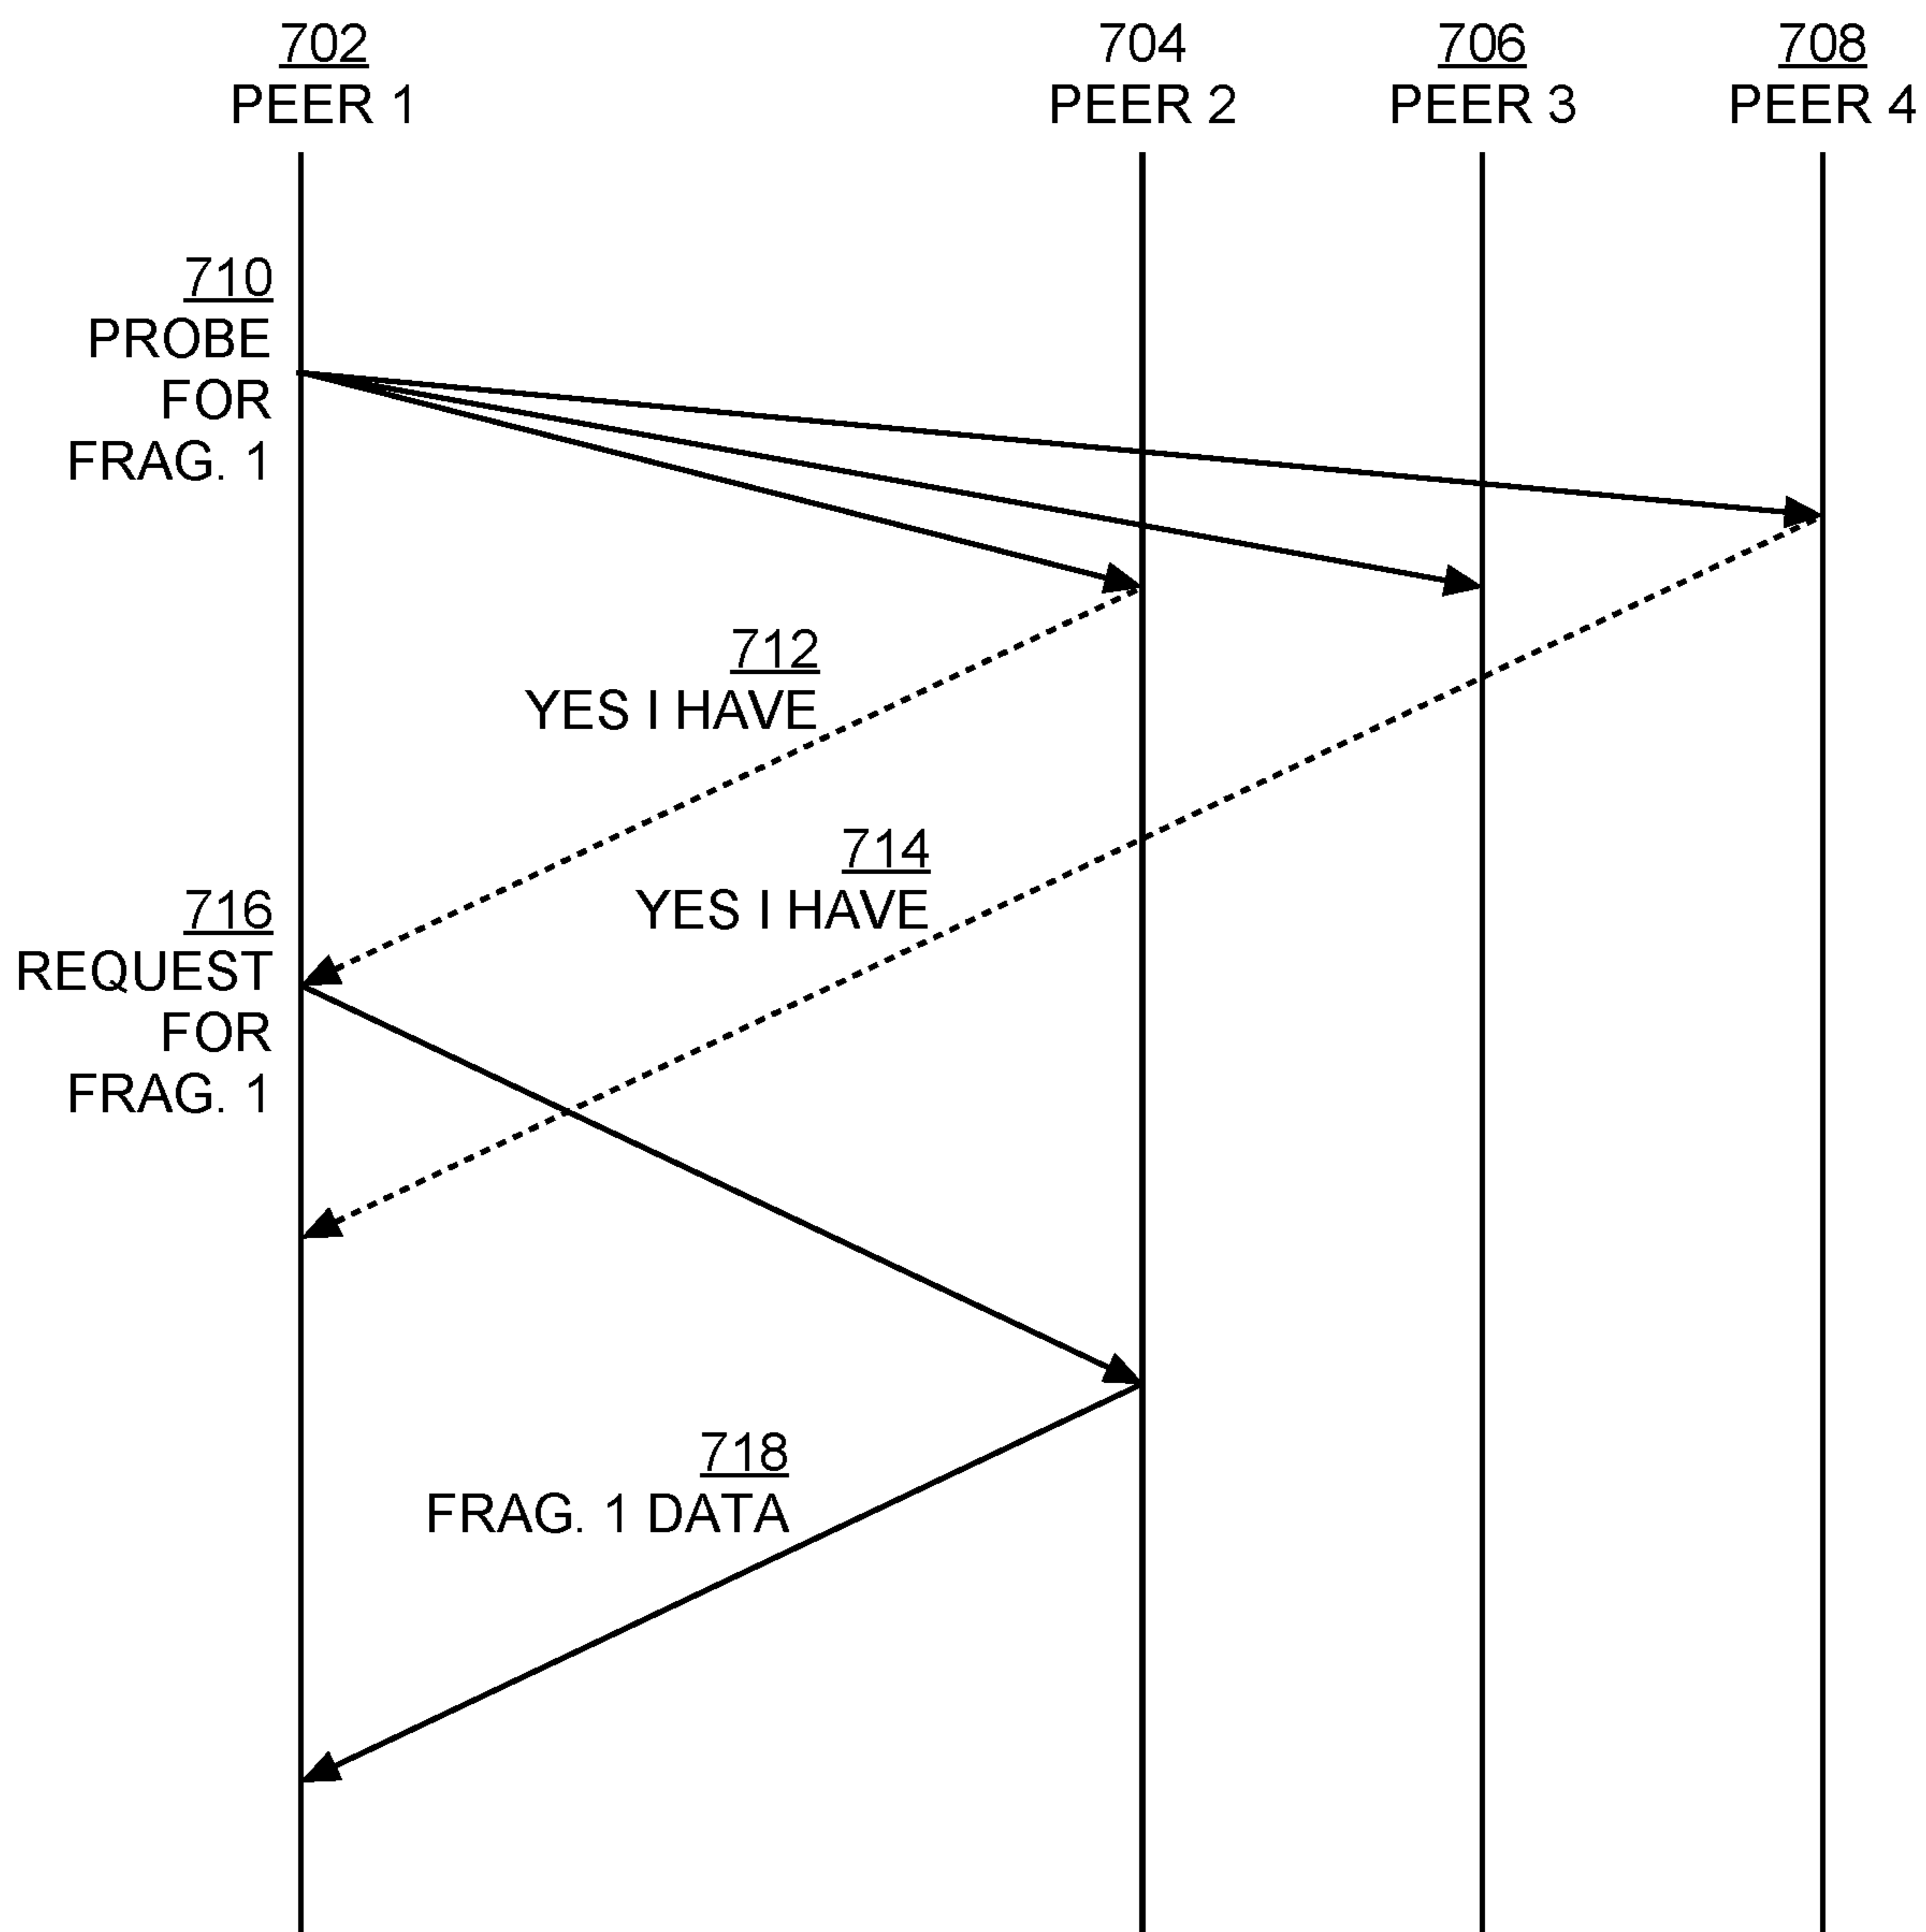 702
PEER 1
704
PEER 2
706
PEER 3
708
PEER 4
710
PROBE
FOR
FRAG. 1
712
YES I HAVE
714
YES I HAVE
716
REQUEST
FOR
FRAG. 1
718
FRAG. 1 DATA